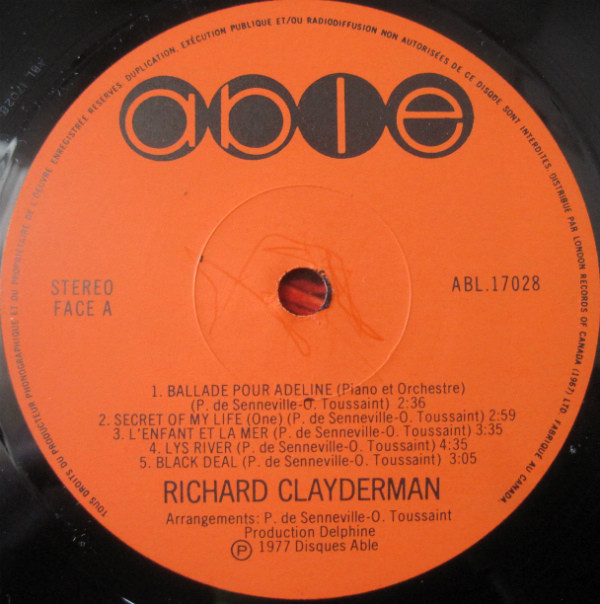 TOUS DROITS DU PRODUCTEUR PHONOGRAPHIQUE ET DU PROPRIÉTAIRE DE L'OEUVRE ENREGISTRÉE RÉSERVÉS. DUPLICATION, EXÉCUTION PUBLIQUE ET/OU RADIODIFFUSION NON AUTORISÉES DE CE DISQUE SONT INTERDITES. DISTRIBUÉ PAR LONDON RECORDS OF CANADA (1967) LTD FABRIQUÉ AU CANADA
able
STEREO
FACE A
ABL.17028
1. BALLADE POUR ADELINE (Piano et Orchestre)
(P. de Senneville-O. Toussaint) 2:36
2. SECRET OF MY LIFE (One) (P. de Senneville-O. Toussaint) 2:59
3. L'ENFANT ET LA MER (P. de Senneville-O. Toussaint) 3:35
4. LYS RIVER (P. de Senneville-O. Toussaint) 4:35
5. BLACK DEAL (P. de Senneville-O. Toussaint) 3:05
RICHARD CLAYDERMAN
Arrangements: P. de Senneville-O. Toussaint
Production Delphine
Ⓟ 1977 Disques Able